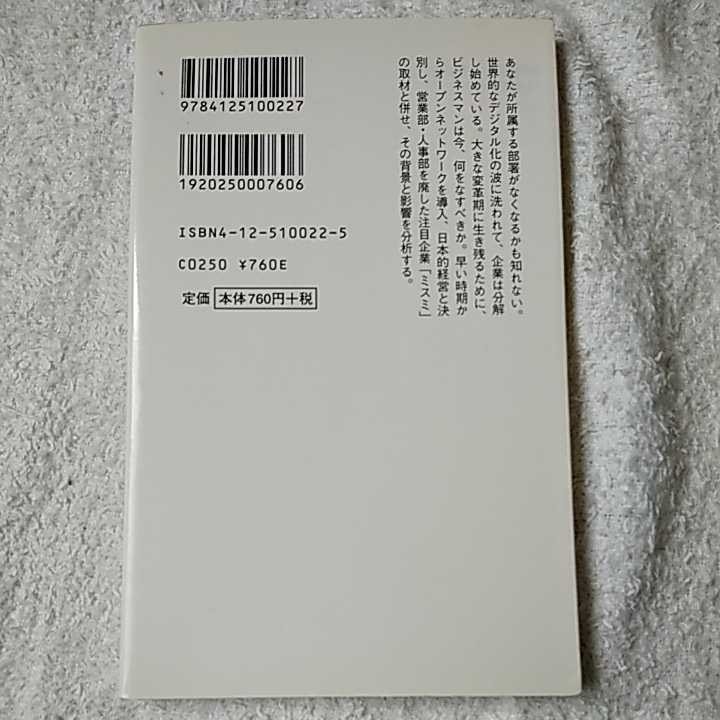 あなたが所属する部署がなくなるかも知れない。
世界的なデジタル化の波に洗われて、企業は分解
し始めている。大きな変革期に生き残るために、
ビジネスマンは今、何をなすべきか。早い時期か
らオープンネットワークを導入、日本的経営と決
別し、営業部・人事部を廃した注目企業「ミスミ」
の取材と併せ、その背景と影響を分析する。
9784125100227
1920250007606
ISBN4-12-510022-5
C0250 ¥760E
定価 本体760円+税